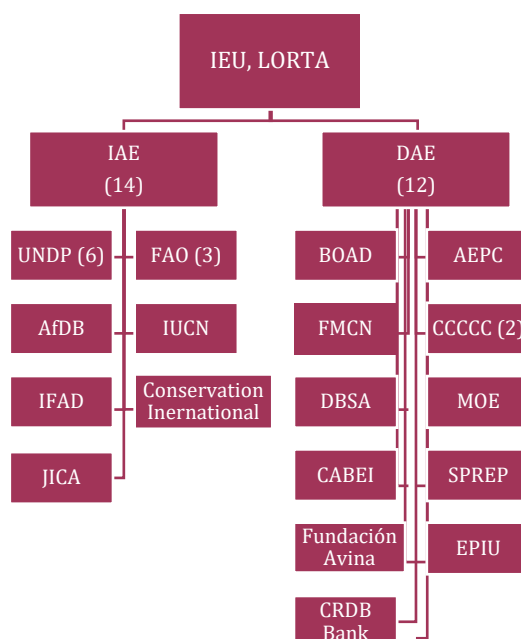 IEU, LORTA
IAE
(14)
DAE
(12)
UNDP (6)
FAO (3)
AfDB
IUCN
IFAD
Conservation
Inernational
JICA
BOAD
AEPC
FMCN
CCCCC (2)
DBSA
MOE
CABEI
SPREP
Fundación
Avina
EPIU
CRDB
Bank